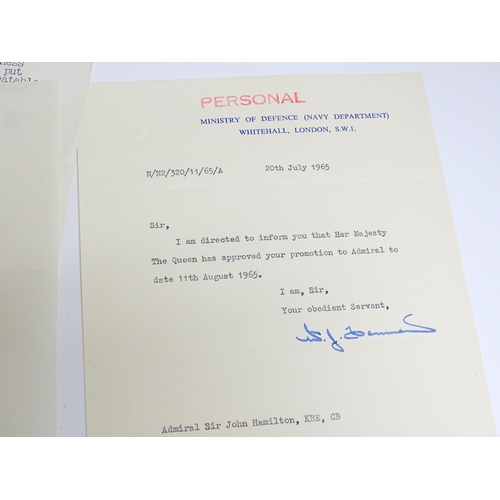 put
PERSONAL
MINISTRY OF DEFENCE (NAVY DEPARTMENT)
WHITEHALL, LONDON, S.W.1.
N/N2/320/11/65/A 20th July 1965
Sir,
I am directed to inform you that Her Majesty
The Queen has approved your promotion to Admiral to
date 11th August 1965.
I am, Sir,
Your obedient Servant,
Admiral Sir John Hamilton, KBE, CB